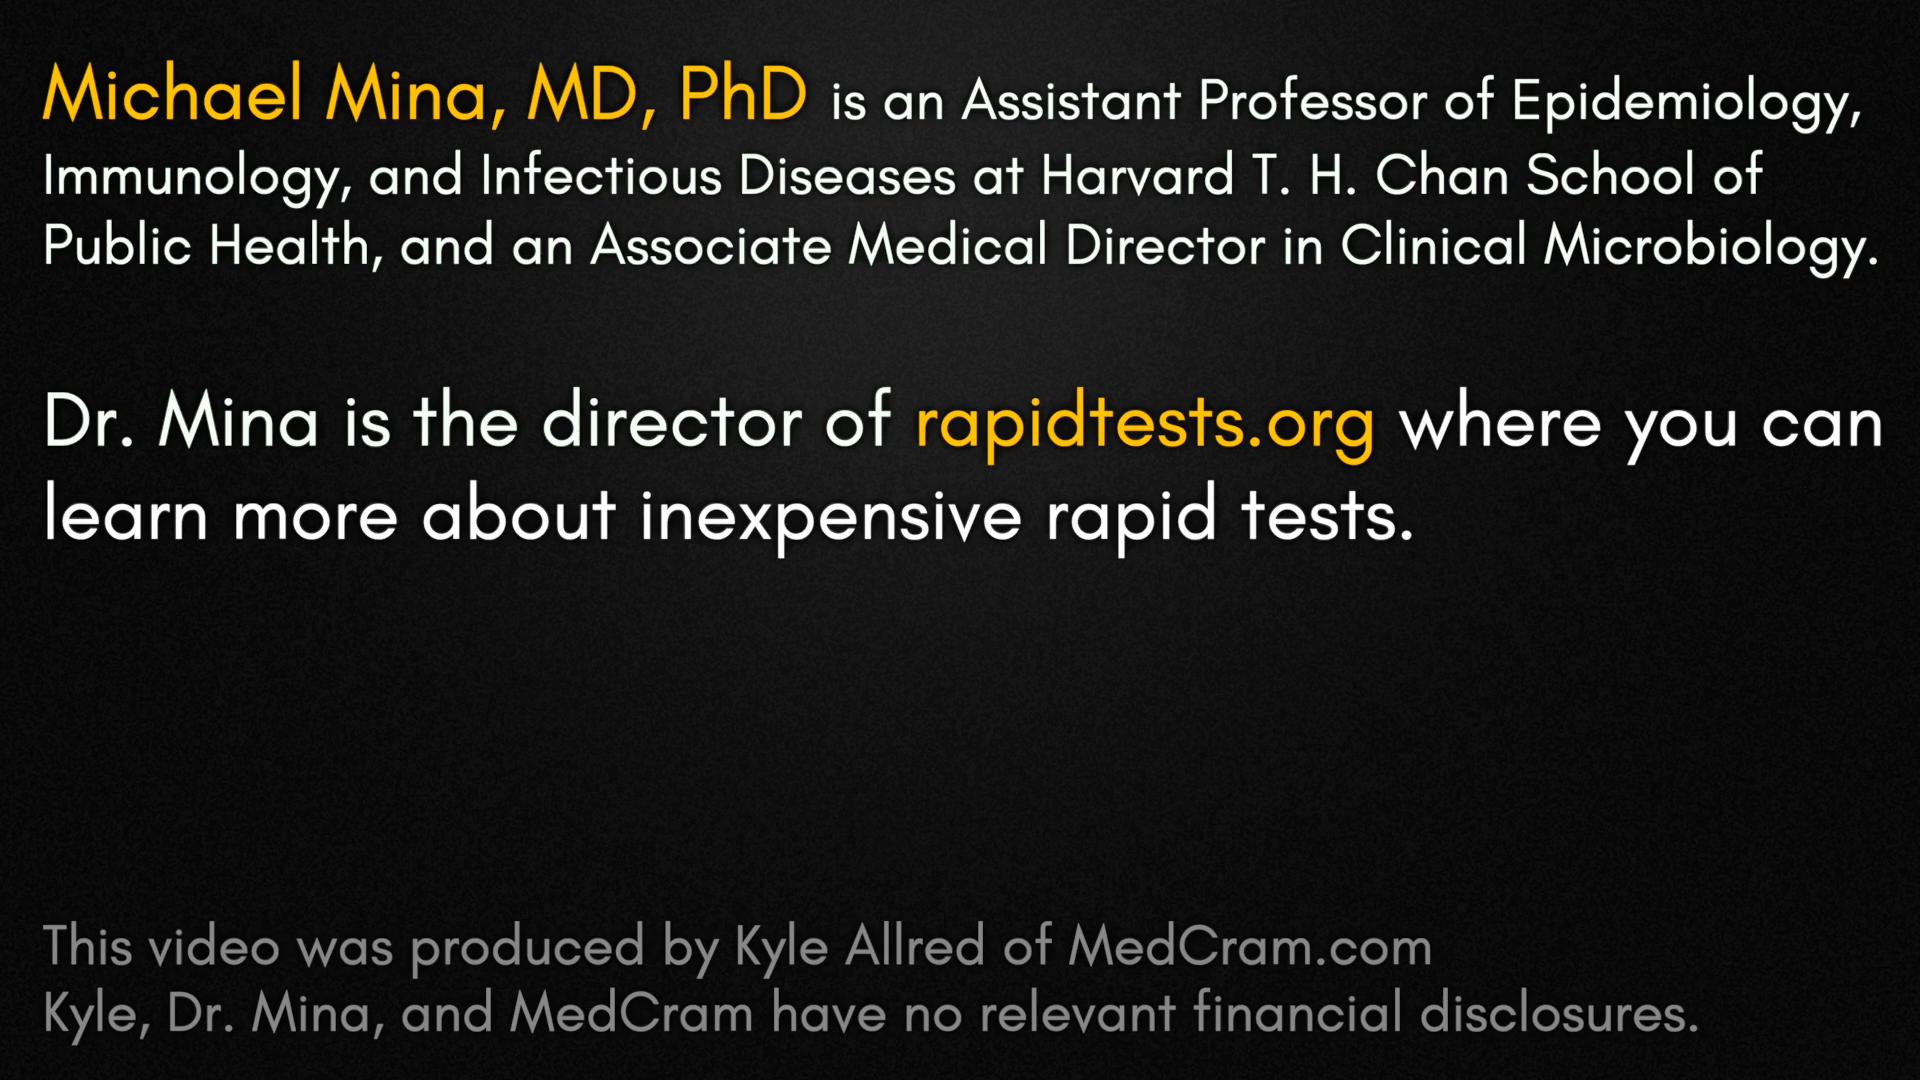 Michael Mina, MD, PhD is an Assistant Professor of Epidemiology,
Immunology, and Infectious Diseases at Harvard T. H. Chan School of
Public Health, and an Associate Medical Director in Clinical Microbiology.
Dr. Mina is the director of rapidtests.org where you can
learn more about inexpensive rapid tests.
This video was produced by Kyle Allred of MedCram.com
Kyle, Dr. Mina, and MedCram have no relevant financial disclosures.